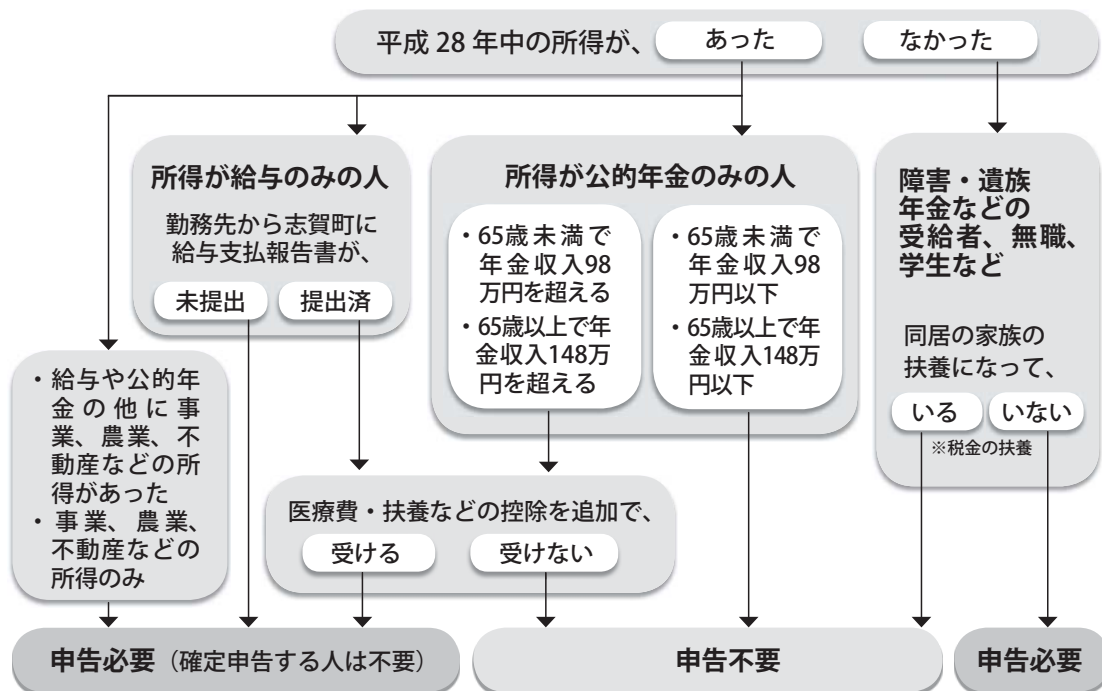 平成 28 年中の所得が、 あった なかった
所得が給与のみの人
勤務先から志賀町に
給与支払報告書が、
未提出 提出済
所得が公的年金のみの人
・65歳未満で
年金収入98
万円を超える
・65歳以上で年
金収入148万
円を超える
・65歳未満で
年金収入98
万円以下
・65歳以上で年
金収入148万
円以下
障害・遺族
年金などの
受給者、無職、
学生など
同居の家族の
扶養になって、
いる いない
※税金の扶養
・給与や公的年
金の他に事
業、農業、不
動産などの所
得があった
・事業、農業、
不動産などの
所得のみ
医療費・扶養などの控除を追加で、
受ける 受けない
申告必要（確定申告する人は不要）
申告不要
申告必要